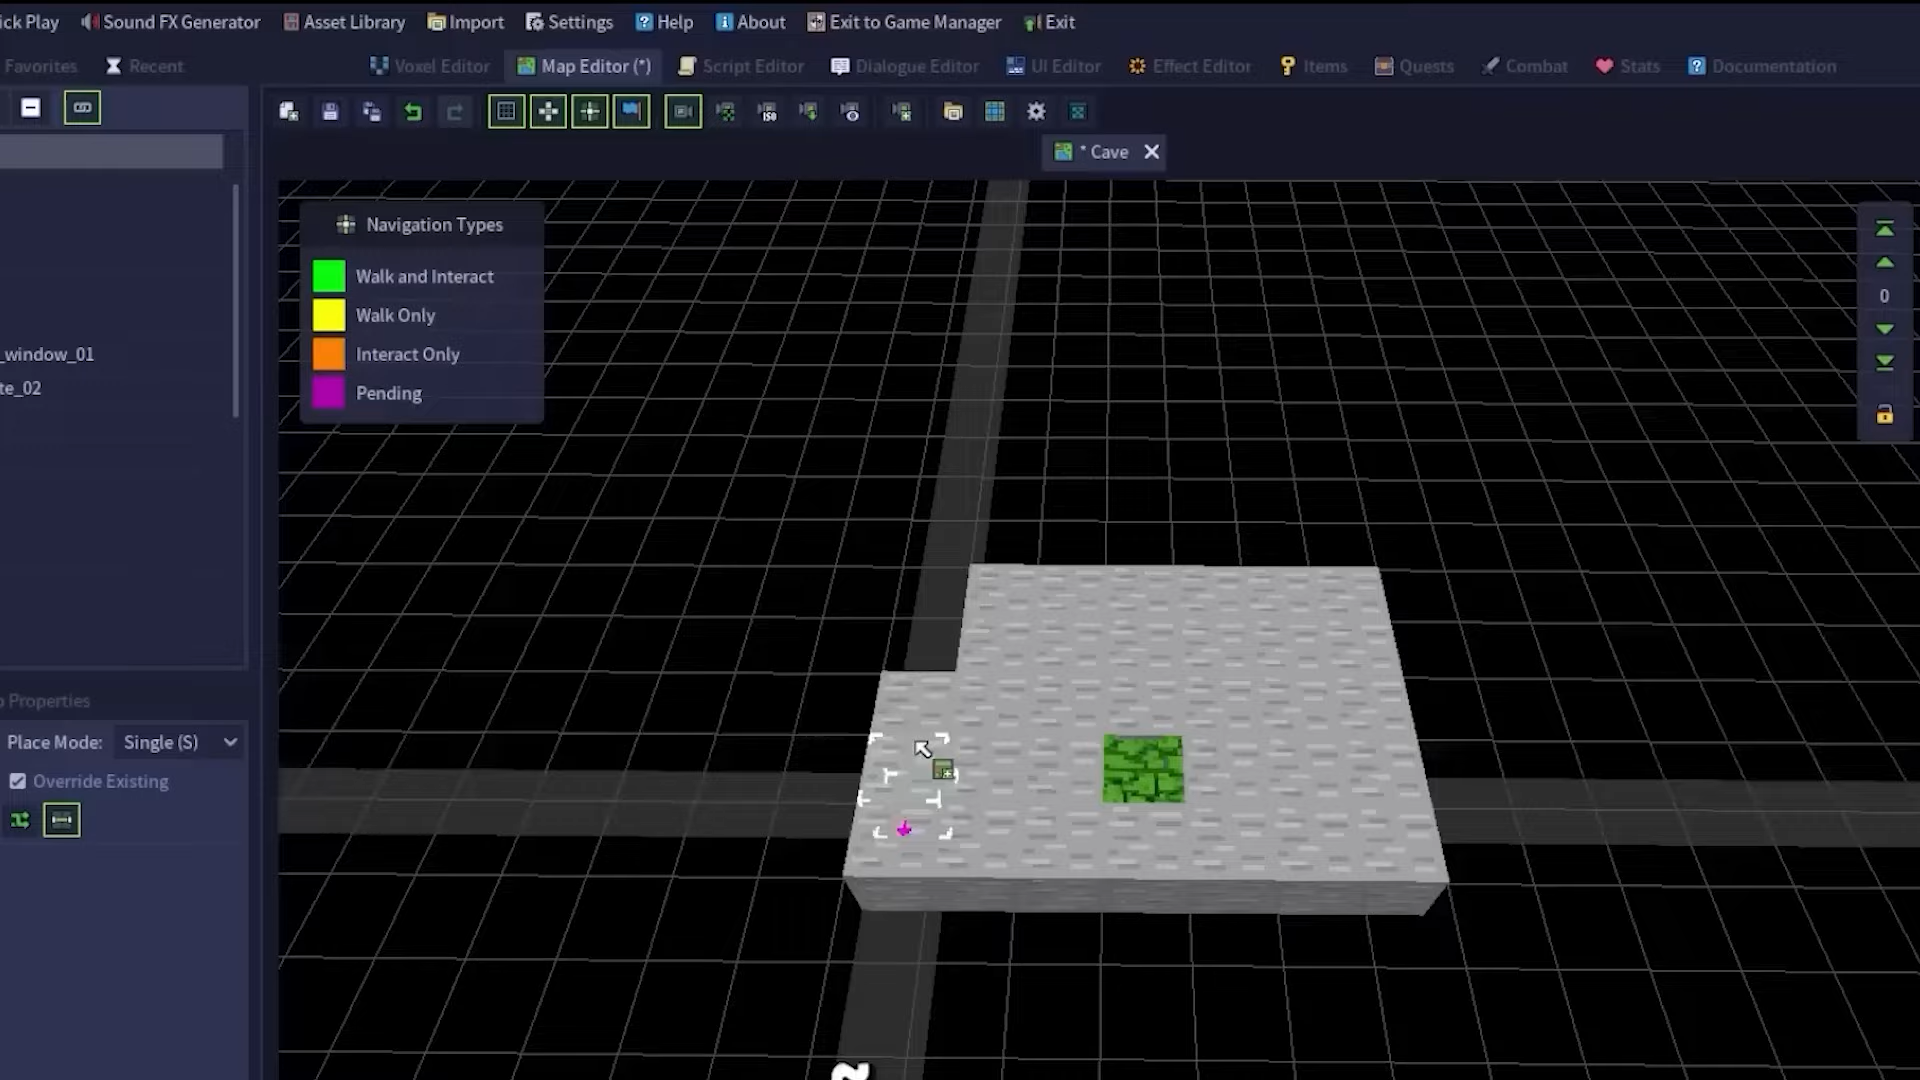 ck Play Sound FX Generator Asset Library Import Settings Help About Exit to Game Manager Exit
Favorites Recent Voxel Editor Map Editor (*) Script Editor Dialogue Editor UI Editor Effect Editor Items Quests Combat Stats Documentation
ISO
* Cave
Navigation Types
Walk and Interact
Walk Only
Interact Only
Pending
0
_window_01
te_02
Properties
Place Mode: Single (S)
Override Existing